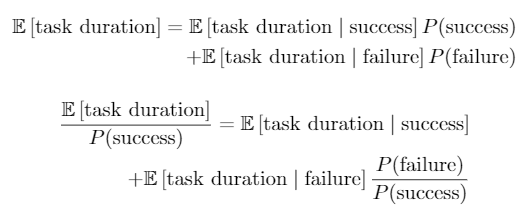 𝔼 [task duration] = 𝔼 [task duration | success] P(success)
+𝔼 [task duration | failure] P(failure)
𝔼 [task duration] / P(success) = 𝔼 [task duration | success]
+𝔼 [task duration | failure] P(failure) / P(success)